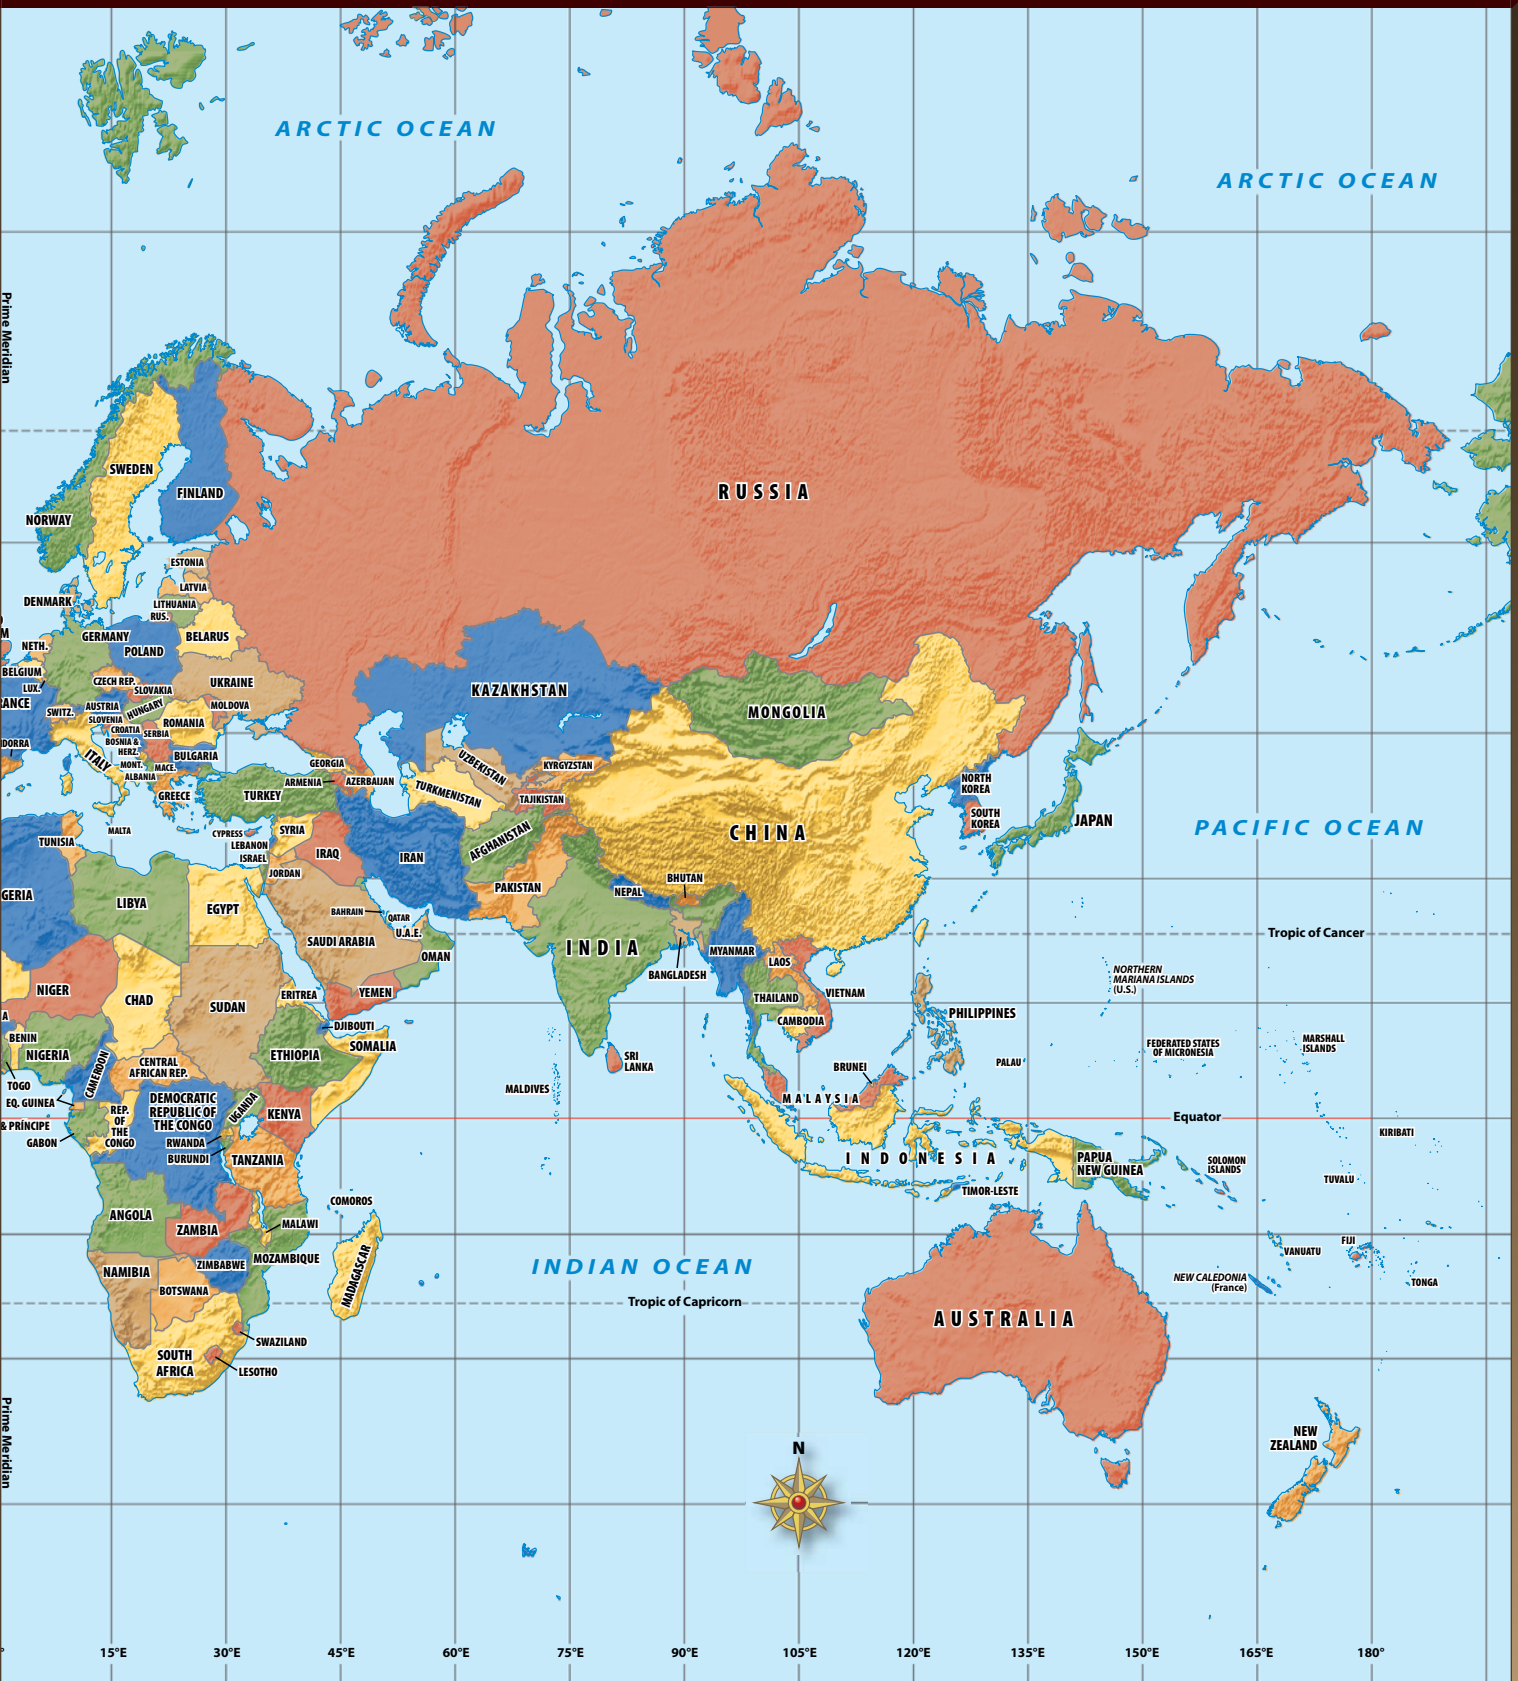 ARCTIC OCEAN
ARCTIC OCEAN
Prime Meridian
RUSSIA
SWEDEN
FINLAND
NORWAY
ESTONIA
LATVIA
DENMARK
LITHUANIA
RUS.
M
GERMANY
BELARUS
NETH.
POLAND
BELGIUM
CZECH REP.
UKRAINE
LUX.
SLOVAKIA
KAZAKHSTAN
RANCE
AUSTRIA
HUNGARY
MOLDOVA
SWITZ.
SLOVENIA
ROMANIA
MONGOLIA
CROATIA
SERBIA
DORRA
BOSNIA &
HERZ.
BULGARIA
ITALY
MONT.
MACE.
ALBANIA
GEORGIA
UZBEKISTAN
KYRGYZSTAN
ARMENIA
AZERBAIJAN
TURKMENISTAN
NORTH
KOREA
GREECE
TURKEY
TAJIKISTAN
SOUTH
KOREA
JAPAN
MALTA
CYPRESS
SYRIA
AFGHANISTAN
CHINA
PACIFIC OCEAN
TUNISIA
LEBANON
ISRAEL
IRAQ
IRAN
JORDAN
BHUTAN
PAKISTAN
NEPAL
GERIA
LIBYA
EGYPT
BAHRAIN
QATAR
U.A.E.
SAUDI ARABIA
INDIA
Tropic of Cancer
OMAN
MYANMAR
LAOS
BANGLADESH
NORTHERN
MARIANA ISLANDS
(U.S.)
NIGER
CHAD
SUDAN
ERITREA
YEMEN
THAILAND
VIETNAM
A
PHILIPPINES
DJIBOUTI
CAMBODIA
BENIN
NIGERIA
CAMEROON
CENTRAL
AFRICAN REP.
ETHIOPIA
SOMALIA
SRI
LANKA
FEDERATED STATES
OF MICRONESIA
MARSHALL
ISLANDS
PALAU
BRUNEI
TOGO
MALDIVES
EQ. GUINEA
DEMOCRATIC
REPUBLIC OF
THE CONGO
UGANDA
KENYA
MALAYSIA
REP.
OF
THE
CONGO
Equator
& PRÍNCIPE
GABON
RWANDA
BURUNDI
TANZANIA
INDONESIA
PAPUA
NEW GUINEA
SOLOMON
ISLANDS
KIRIBATI
TUVALU
TIMOR-LESTE
COMOROS
ANGOLA
ZAMBIA
MALAWI
MOZAMBIQUE
ZIMBABWE
MADAGASCAR
NAMIBIA
BOTSWANA
INDIAN OCEAN
FIJI
VANUATU
NEW CALEDONIA
(France)
TONGA
Tropic of Capricorn
AUSTRALIA
SWAZILAND
SOUTH
AFRICA
LESOTHO
Prime Meridian
NEW
ZEALAND
N
15°E 30°E 45°E 60°E 75°E 90°E 105°E 120°E 135°E 150°E 165°E 180°